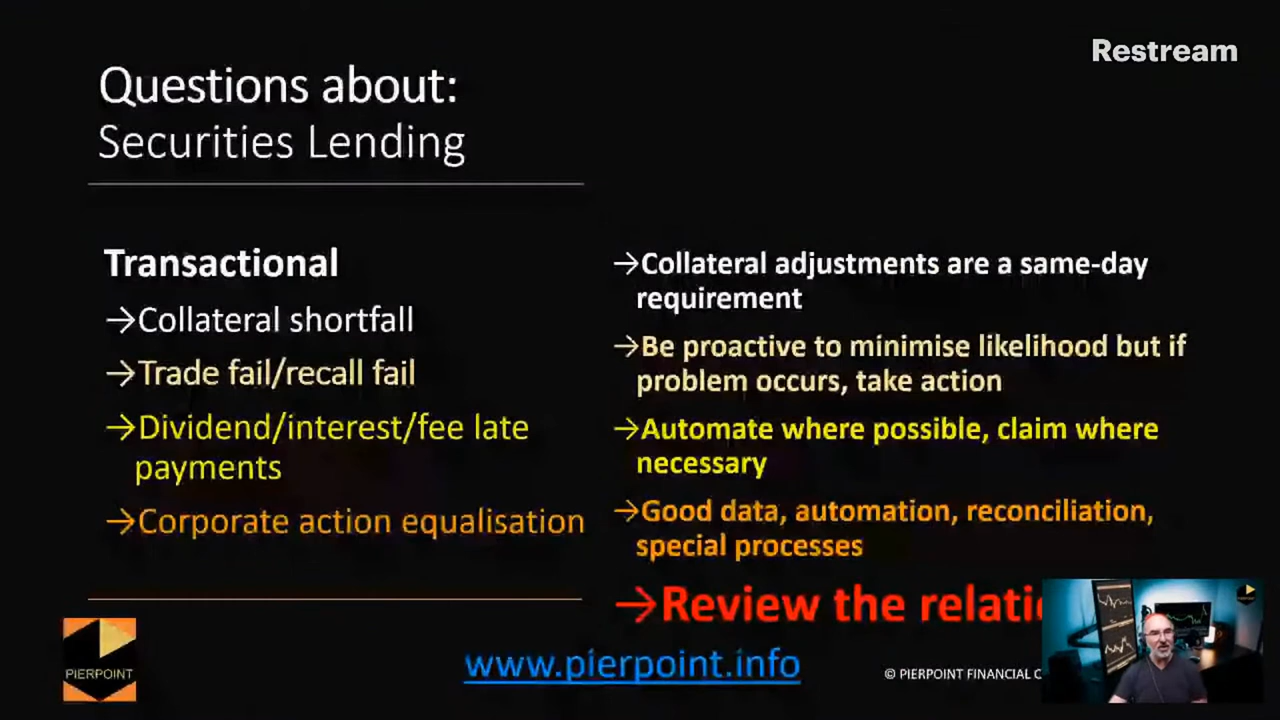 Restream
Questions about:
Securities Lending
Transactional
→Collateral shortfall
→Trade fail/recall fail
→Dividend/interest/fee late
payments
→Corporate action equalisation
→Collateral adjustments are a same-day
requirement
→Be proactive to minimise likelihood but if
problem occurs, take action
→Automate where possible, claim where
necessary
→Good data, automation, reconciliation,
special processes
→Review the relati
PIERPOINT
www.pierpoint.info
© PIERPOINT FINANCIAL C